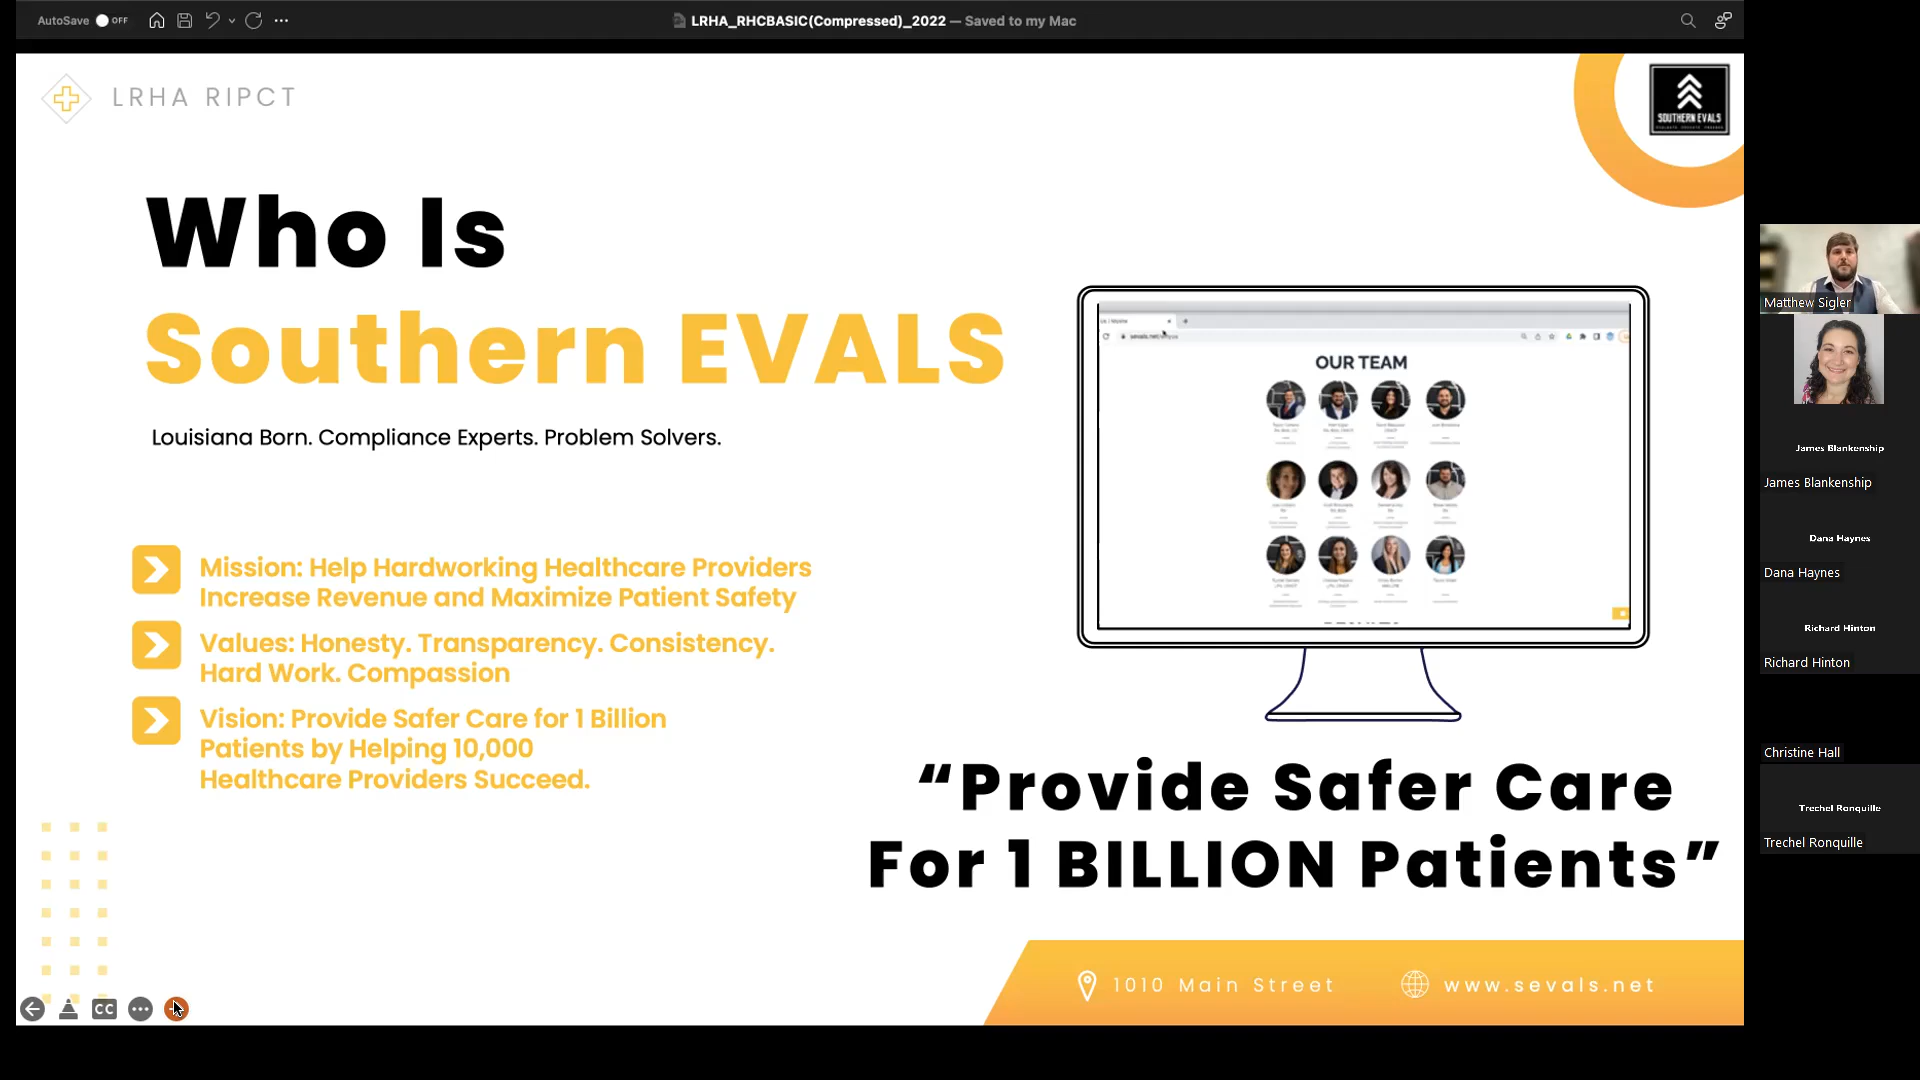 AutoSave OFF
LRHA_RHCBASIC(Compressed)_2022 — Saved to my Mac
LRHA RIPCT
SOUTHERN EVALS
Who Is
Southern EVALS
Louisiana Born. Compliance Experts. Problem Solvers.
Mission: Help Hardworking Healthcare Providers
Increase Revenue and Maximize Patient Safety
Values: Honesty. Transparency. Consistency.
Hard Work. Compassion
Vision: Provide Safer Care for 1 Billion
Patients by Helping 10,000
Healthcare Providers Succeed.
OUR TEAM
“Provide Safer Care
For 1 BILLION Patients”
1010 Main Street
www.sevals.net
CC
Matthew Sigler
James Blankenship
James Blankenship
Dana Haynes
Dana Haynes
Richard Hinton
Richard Hinton
Christine Hall
Trechel Ronquille
Trechel Ronquille